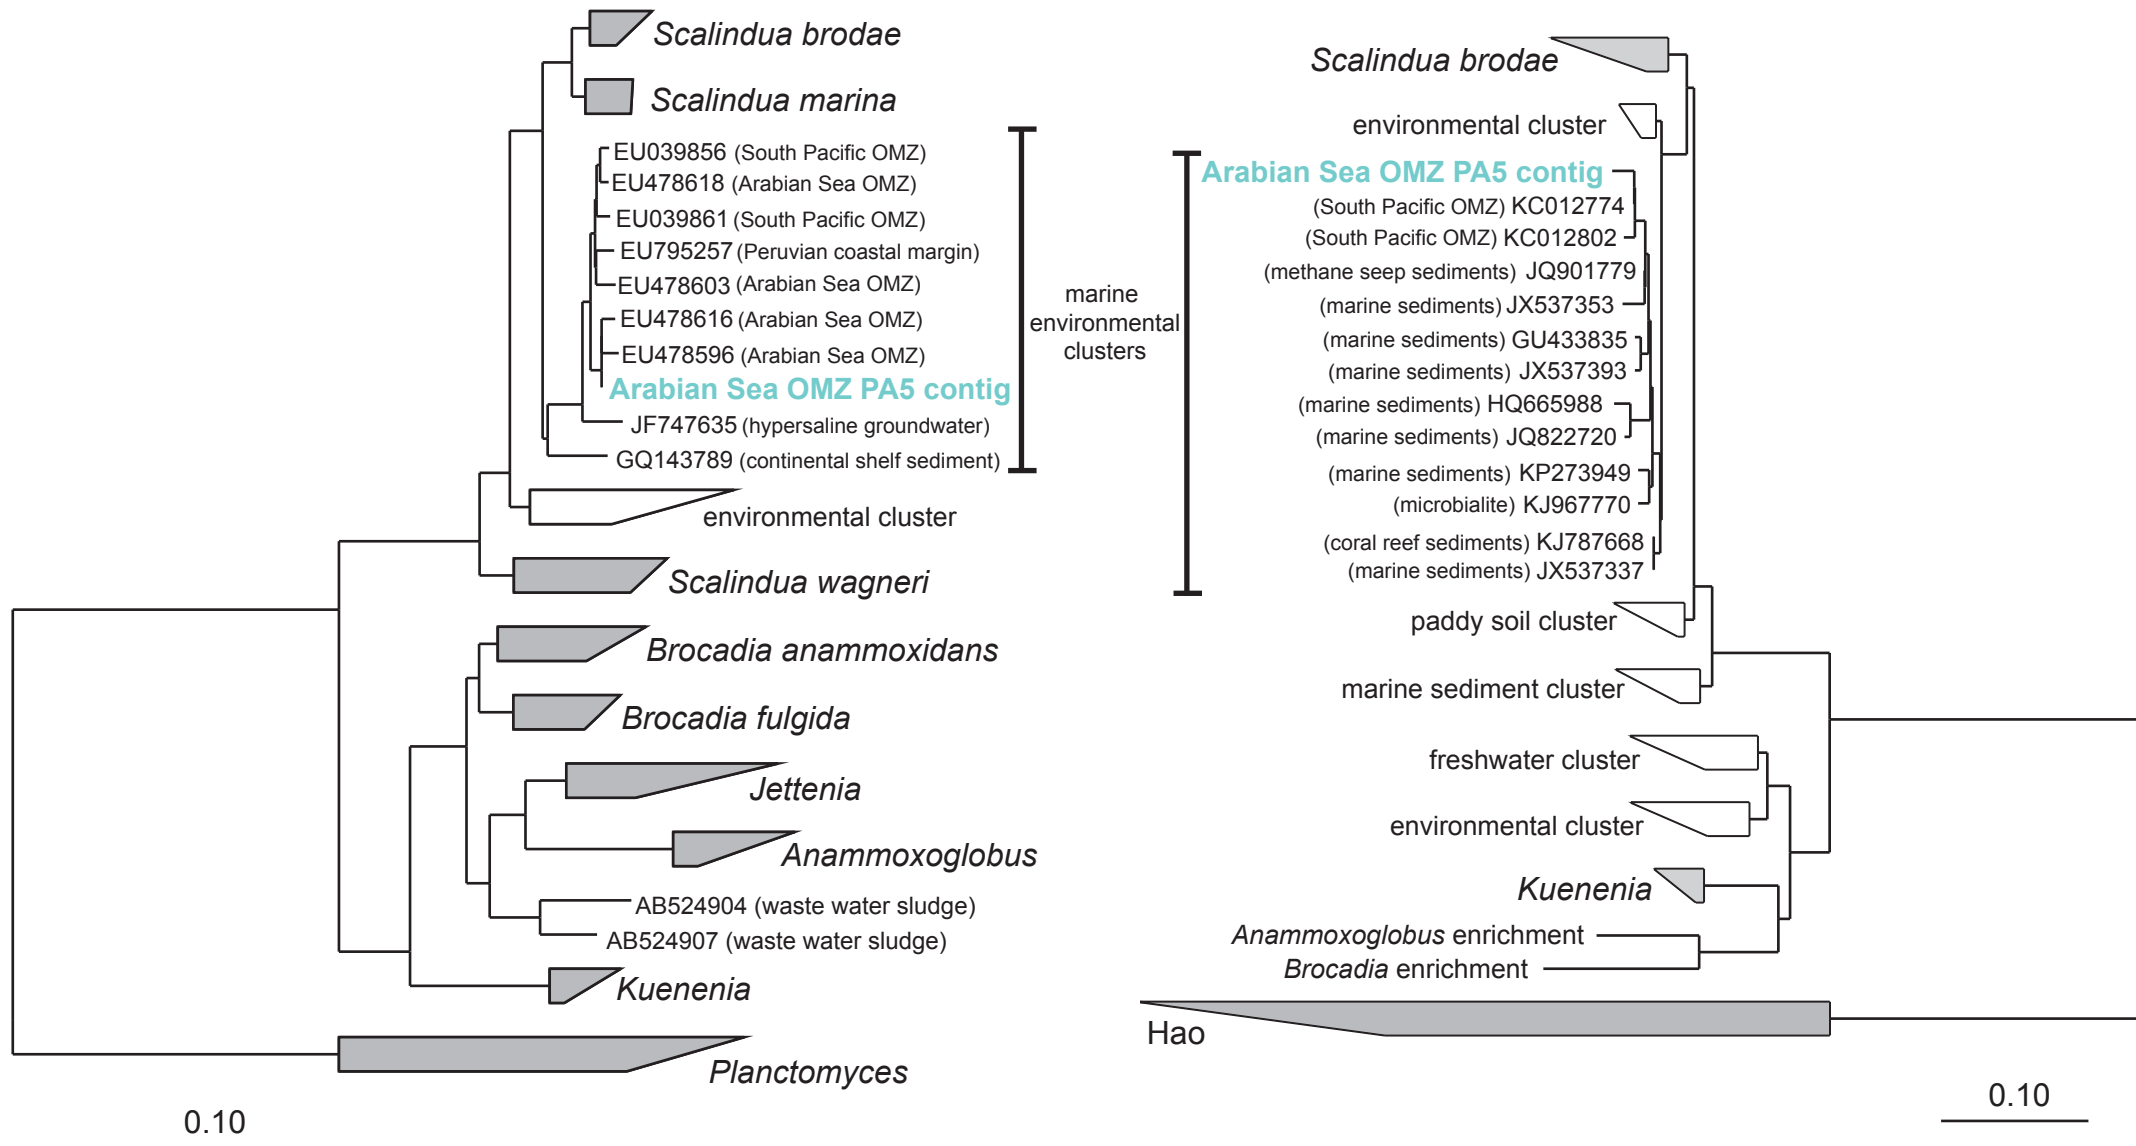 Scalindua brodae
Scalindua marina
EU039856 (South Pacific OMZ)
EU478618 (Arabian Sea OMZ)
EU039861 (South Pacific OMZ)
EU795257 (Peruvian coastal margin)
EU478603 (Arabian Sea OMZ)
EU478616 (Arabian Sea OMZ)
EU478596 (Arabian Sea OMZ)
Arabian Sea OMZ PA5 contig
JF747635 (hypersaline groundwater)
GQ143789 (continental shelf sediment)
environmental cluster
Scalindua wagneri
Brocadia anammoxidans
Brocadia fulgida
Jettenia
Anammoxoglobus
AB524904 (waste water sludge)
AB524907 (waste water sludge)
Kuenenia
Planctomyces
0.10
marine
environmental
clusters
Scalindua brodae
environmental cluster
Arabian Sea OMZ PA5 contig
(South Pacific OMZ) KC012774
(South Pacific OMZ) KC012802
(methane seep sediments) JQ901779
(marine sediments) JX537353
(marine sediments) GU433835
(marine sediments) JX537393
(marine sediments) HQ665988
(marine sediments) JQ822720
(marine sediments) KP273949
(microbialite) KJ967770
(coral reef sediments) KJ787668
(marine sediments) JX537337
paddy soil cluster
marine sediment cluster
freshwater cluster
environmental cluster
Kuenenia
Anammoxoglobus enrichment
Brocadia enrichment
Hao
0.10